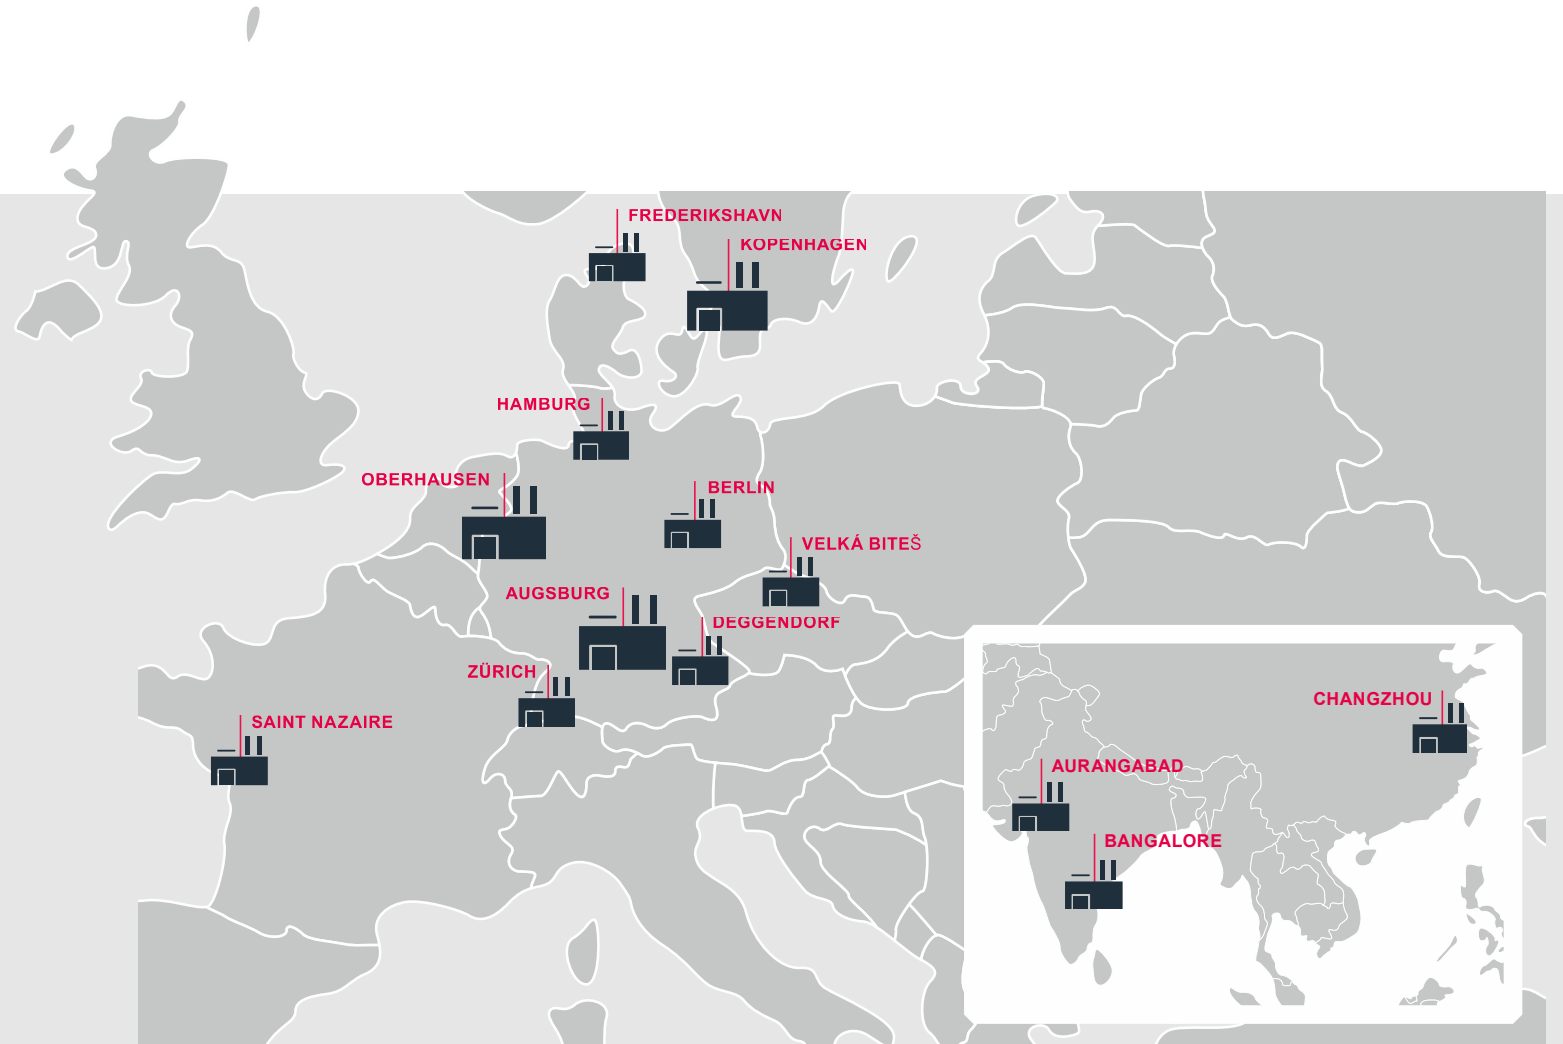 FREDERIKSHAVN
KOPENHAGEN
HAMBURG
OBERHAUSEN
BERLIN
VELKÁ BITEŠ
AUGSBURG
DEGGENDORF
ZÜRICH
SAINT NAZAIRE
CHANGZHOU
AURANGABAD
BANGALORE